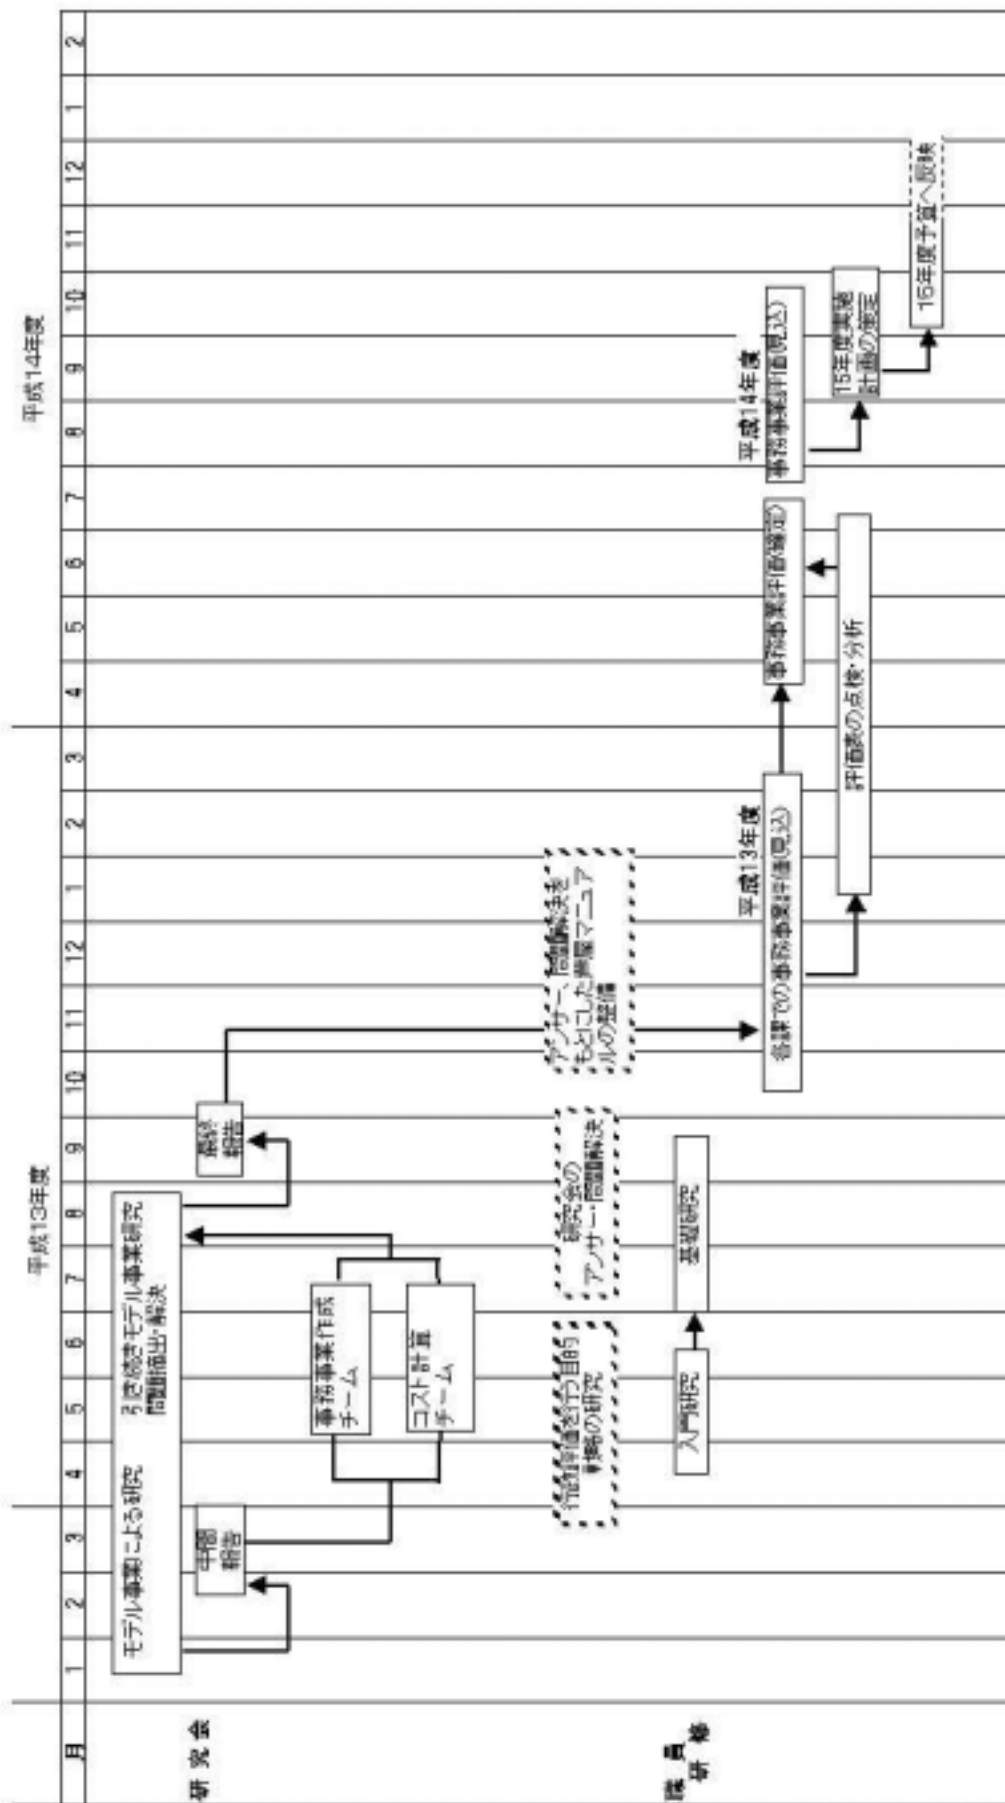 平成13年度
平成14年度
月
1
2
3
4
5
6
7
8
9
10
11
12
1
2
3
4
5
6
7
8
9
10
11
12
1
2
研究会
モデル事業による研究
引き続きモデル事業研究
問題摘出・解決
中間
報告
最終
報告
事務事業作成
チーム
コスト計算
チーム
行政評価を行う目的
戦略の研究
研究会の
アンサー・問題解決
アンサー、問題解決を
もとにした芦屋マニュア
ルの整備
職員
研修
入門研究
基礎研究
平成13年度
各課での事務事業評価(見込)
事務事業評価(確定)
平成14年度
事務事業評価(見込)
評価表の点検・分析
15年度実施
計画の策定
15年度予算へ反映